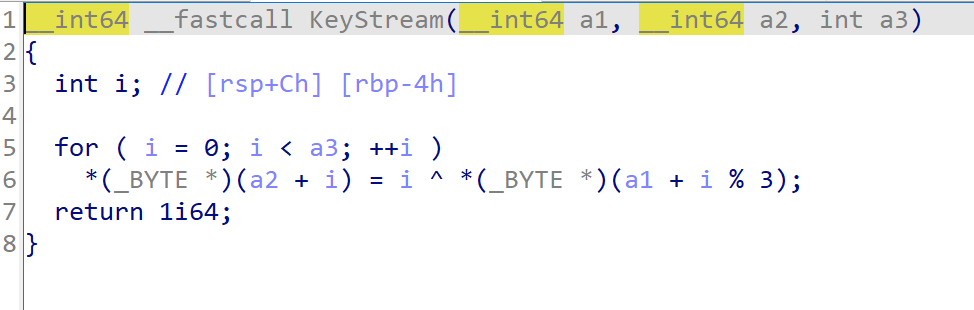 1 __int64 __fastcall KeyStream(__int64 a1, __int64 a2, int a3)
2 {
3   int i; // [rsp+Ch] [rbp-4h]
4
5   for ( i = 0; i < a3; ++i )
6     *(_BYTE *)(a2 + i) = i ^ *(_BYTE *)(a1 + i % 3);
7   return 1i64;
8 }